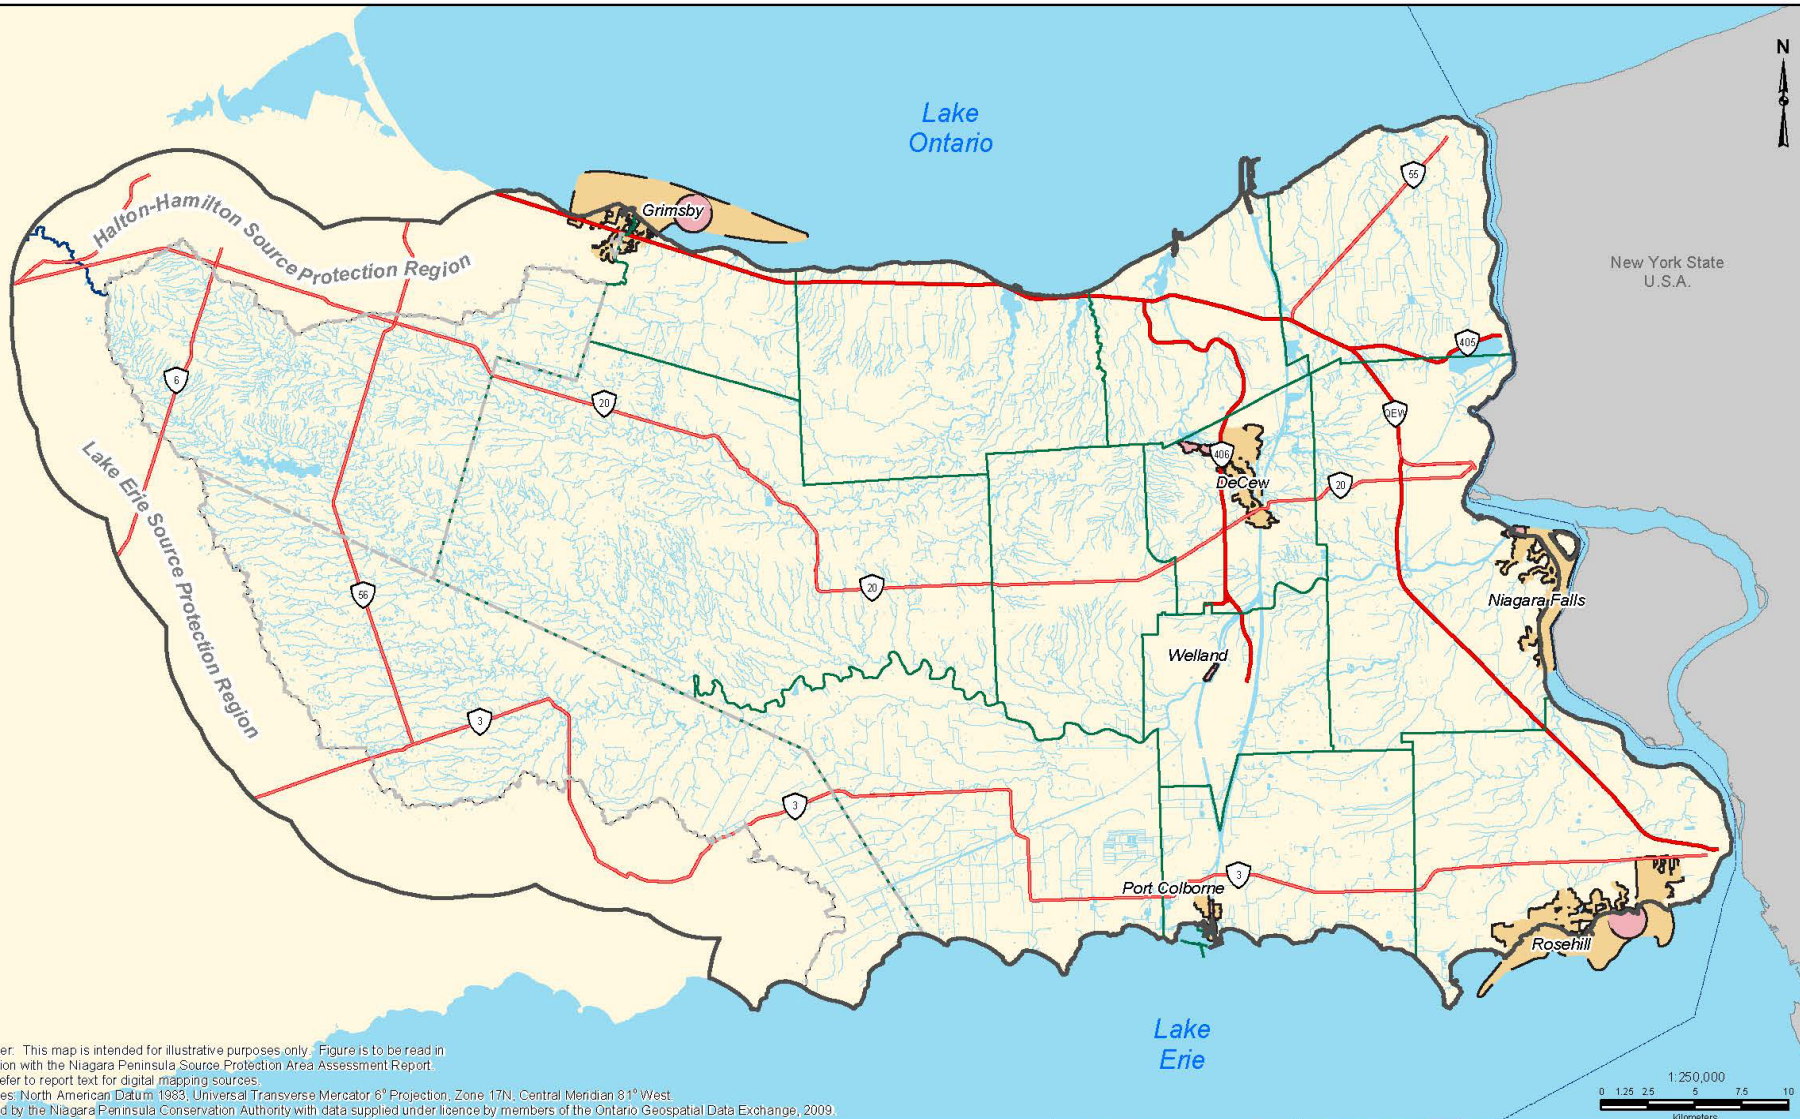 N
Lake
Ontario
55
Grimsby
Halton-Hamilton Source Protection Region
New York State
U.S.A.
405
6
20
QEW
406
DeCew
20
Lake Erie Source Protection Region
20
56
Niagara Falls
Welland
3
3
3
Port Colborne
Rosehill
Lake
Erie
er: This map is intended for illustrative purposes only. Figure is to be read in
ion with the Niagara Peninsula Source Protection Area Assessment Report.
efer to report text for digital mapping sources.
es: North American Datum 1983, Universal Transverse Mercator 6° Projection, Zone 17N, Central Meridian 81° West.
d by the Niagara Peninsula Conservation Authority with data supplied under licence by members of the Ontario Geospatial Data Exchange, 2009.
1:250,000
0 1.25 2.5 5 7.5 10
kilometers